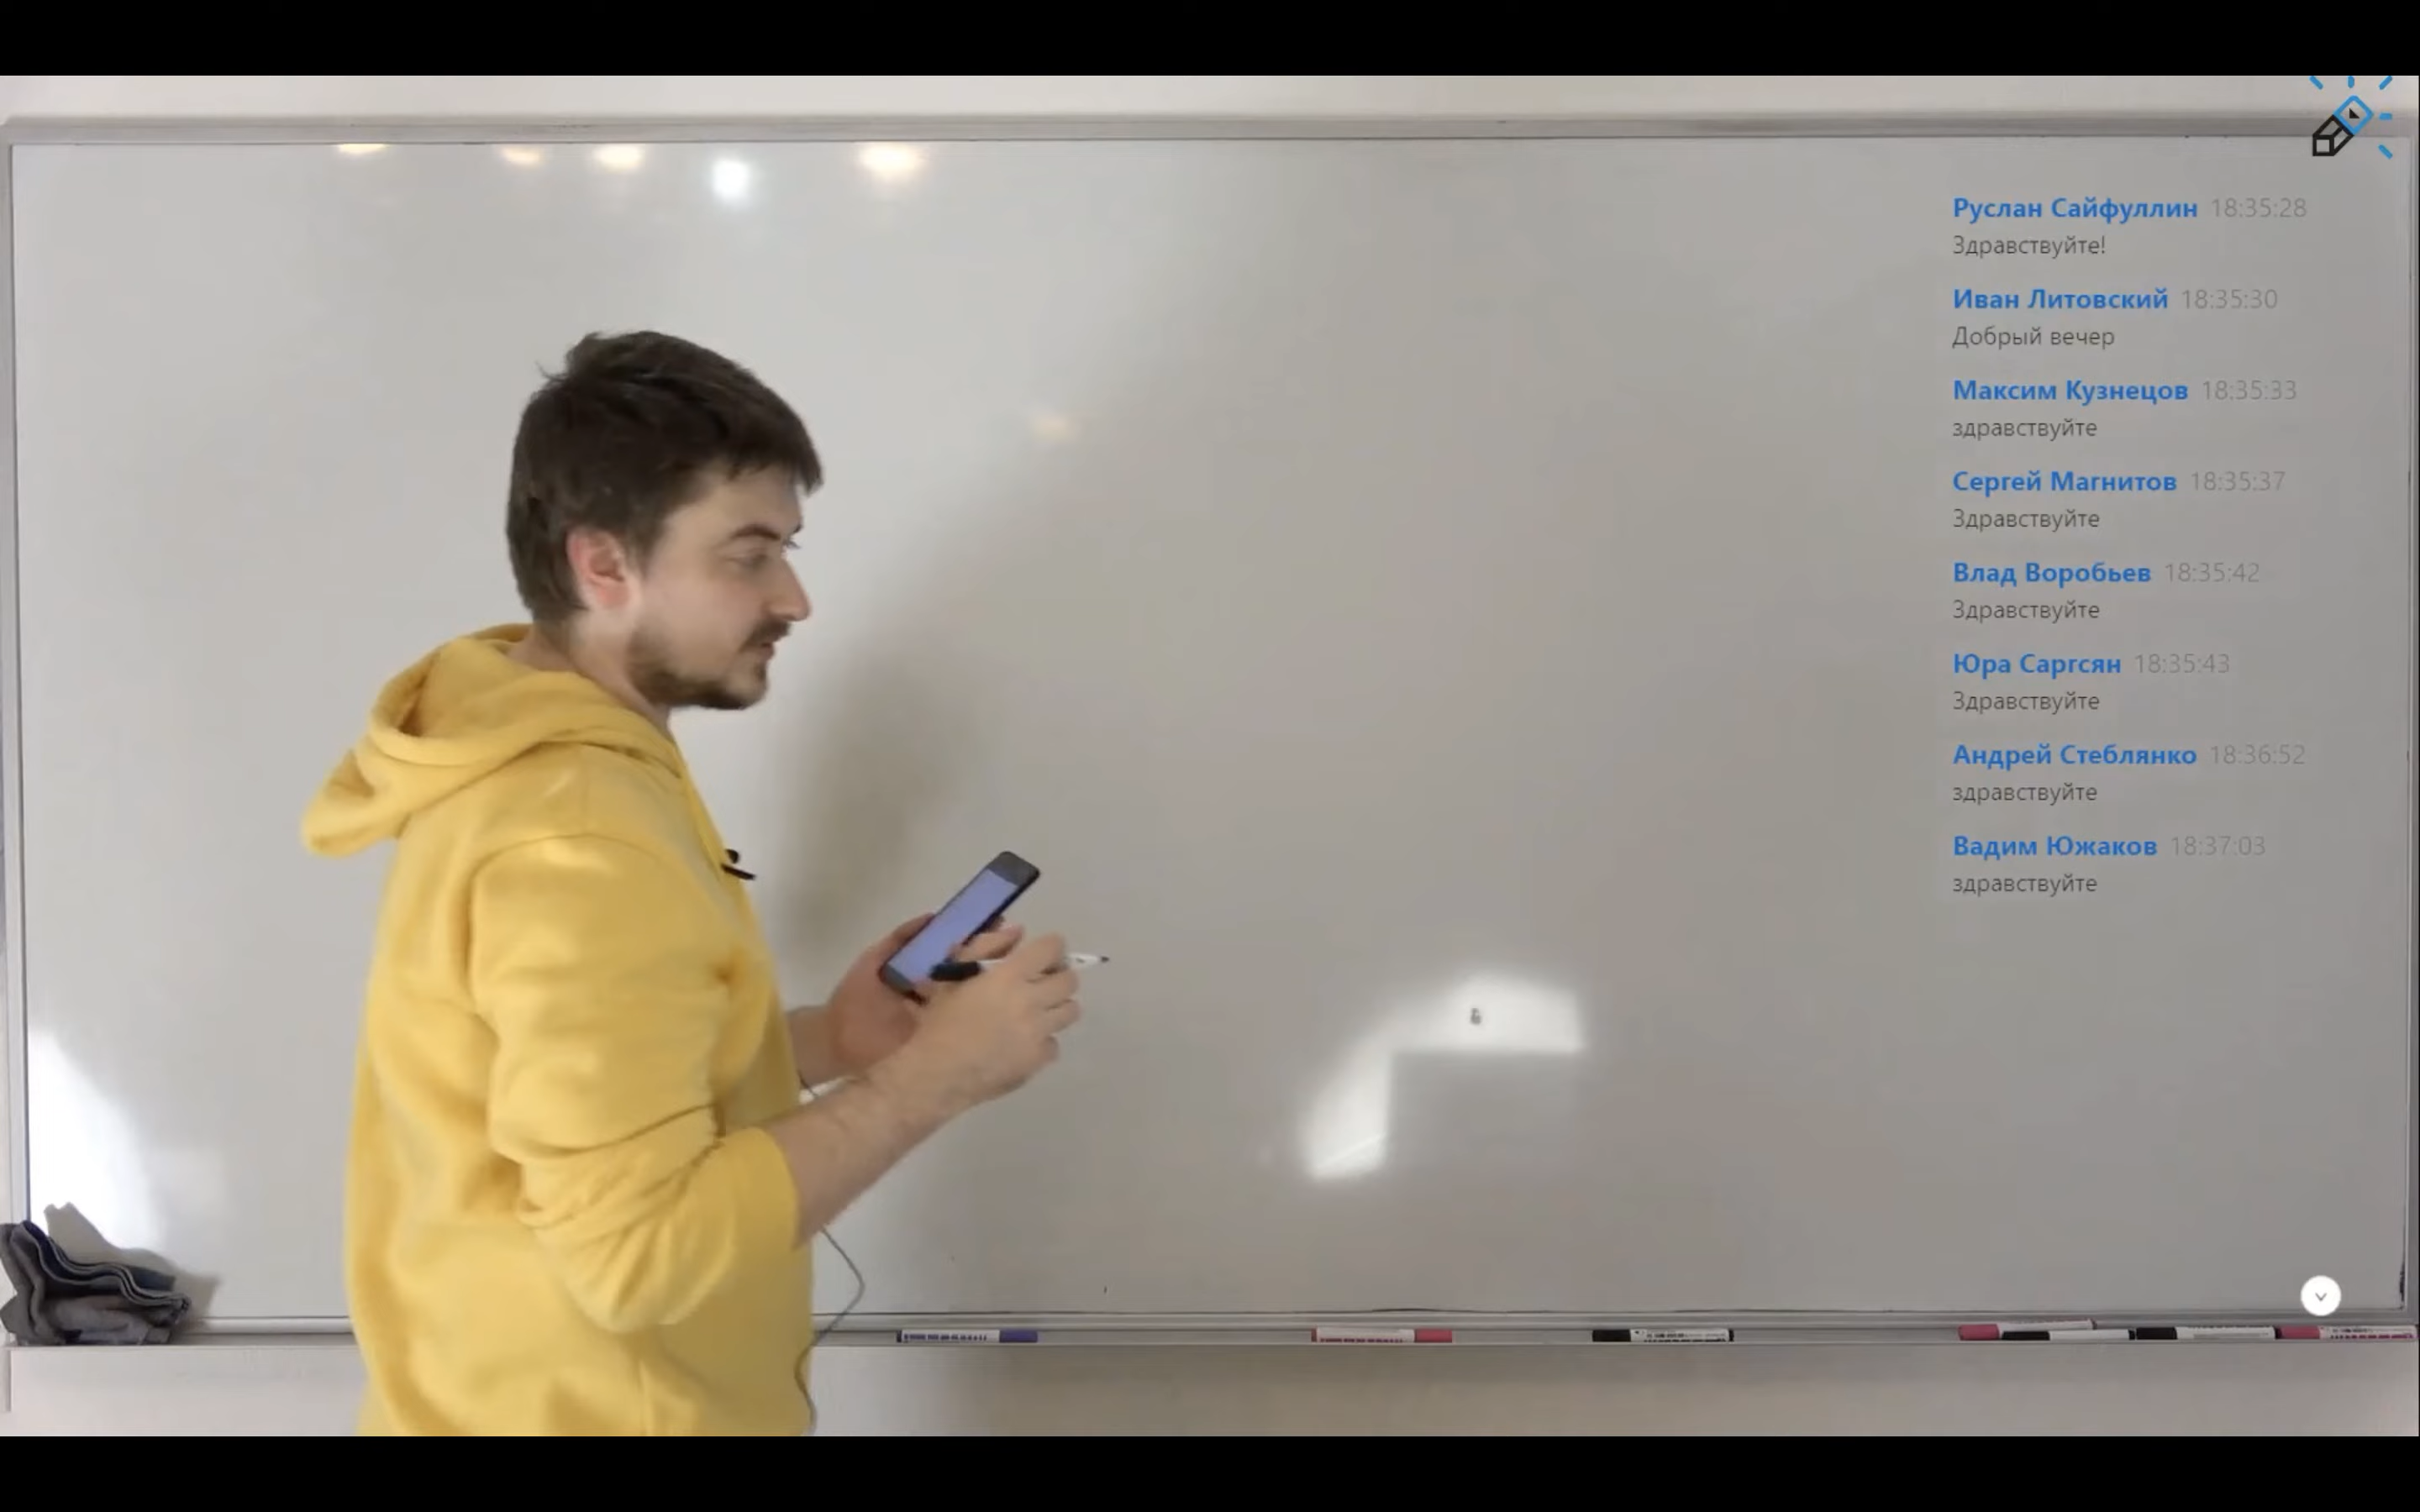 Руслан Сайфуллин 18:35:28
Здравствуйте!
Иван Литовский 18:35:30
Добрый вечер
Максим Кузнецов 18:35:33
здравствуйте
Сергей Магнитов 18:35:37
Здравствуйте
Влад Воробьев 18:35:42
Здравствуйте
Юра Саргсян 18:35:43
Здравствуйте
Андрей Стеблянко 18:36:52
здравствуйте
Вадим Южаков 18:37:03
здравствуйте